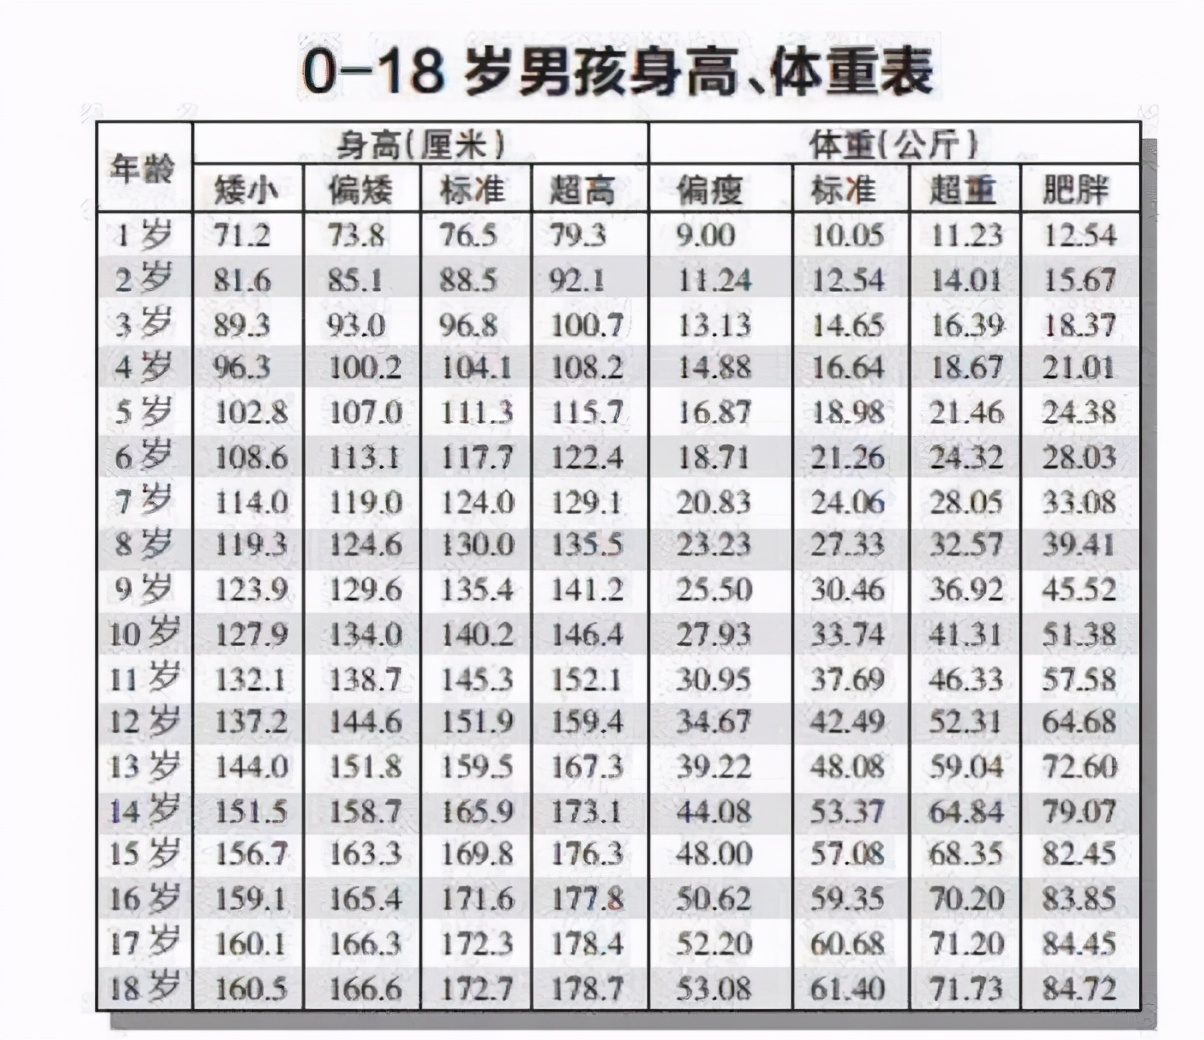 0-18 岁男孩身高、体重表
年龄 身高(厘米) 体重(公斤)
矮小 偏矮 标准 超高 偏瘦 标准 超重 肥胖
1 岁 71.2 73.8 76.5 79.3 9.00 10.05 11.23 12.54
2 岁 81.6 85.1 88.5 92.1 11.24 12.54 14.01 15.67
3 岁 89.3 93.0 96.8 100.7 13.13 14.65 16.39 18.37
4 岁 96.3 100.2 104.1 108.2 14.88 16.64 18.67 21.01
5 岁 102.8 107.0 111.3 115.7 16.87 18.98 21.46 24.38
6 岁 108.6 113.1 117.7 122.4 18.71 21.26 24.32 28.03
7 岁 114.0 119.0 124.0 129.1 20.83 24.06 28.05 33.08
8 岁 119.3 124.6 130.0 135.5 23.23 27.33 32.57 39.41
9 岁 123.9 129.6 135.4 141.2 25.50 30.46 36.92 45.52
10 岁 127.9 134.0 140.2 146.4 27.93 33.74 41.31 51.38
11 岁 132.1 138.7 145.3 152.1 30.95 37.69 46.33 57.58
12 岁 137.2 144.6 151.9 159.4 34.67 42.49 52.31 64.68
13 岁 144.0 151.8 159.5 167.3 39.22 48.08 59.04 72.60
14 岁 151.5 158.7 165.9 173.1 44.08 53.37 64.84 79.07
15 岁 156.7 163.3 169.8 176.3 48.00 57.08 68.35 82.45
16 岁 159.1 165.4 171.6 177.8 50.62 59.35 70.20 83.85
17 岁 160.1 166.3 172.3 178.4 52.20 60.68 71.20 84.45
18 岁 160.5 166.6 172.7 178.7 53.08 61.40 71.73 84.72